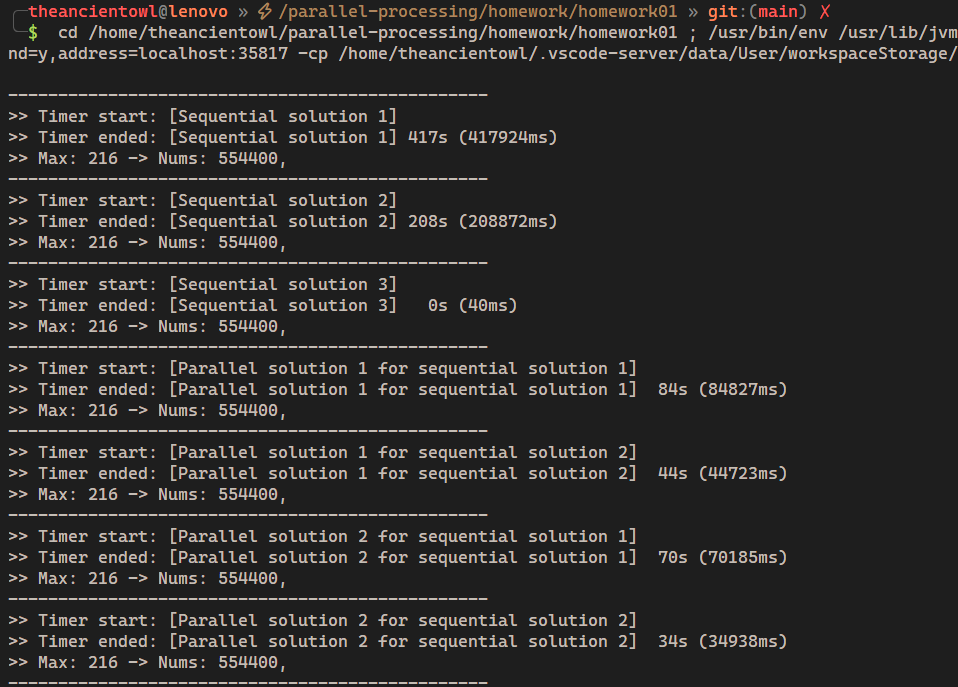 theancientowl@lenovo » ⚡/parallel-processing/homework/homework01 » git:(main) ✗
$ cd /home/theancientowl/parallel-processing/homework/homework01 ; /usr/bin/env /usr/lib/jvm
nd=y,address=localhost:35817 -cp /home/theancientowl/.vscode-server/data/User/workspaceStorage/
------------------------------------------------
>> Timer start: [Sequential solution 1]
>> Timer ended: [Sequential solution 1] 417s (417924ms)
>> Max: 216 -> Nums: 554400,
------------------------------------------------
>> Timer start: [Sequential solution 2]
>> Timer ended: [Sequential solution 2] 208s (208872ms)
>> Max: 216 -> Nums: 554400,
------------------------------------------------
>> Timer start: [Sequential solution 3]
>> Timer ended: [Sequential solution 3]   0s (40ms)
>> Max: 216 -> Nums: 554400,
------------------------------------------------
>> Timer start: [Parallel solution 1 for sequential solution 1]
>> Timer ended: [Parallel solution 1 for sequential solution 1]  84s (84827ms)
>> Max: 216 -> Nums: 554400,
------------------------------------------------
>> Timer start: [Parallel solution 1 for sequential solution 2]
>> Timer ended: [Parallel solution 1 for sequential solution 2]  44s (44723ms)
>> Max: 216 -> Nums: 554400,
------------------------------------------------
>> Timer start: [Parallel solution 2 for sequential solution 1]
>> Timer ended: [Parallel solution 2 for sequential solution 1]  70s (70185ms)
>> Max: 216 -> Nums: 554400,
------------------------------------------------
>> Timer start: [Parallel solution 2 for sequential solution 2]
>> Timer ended: [Parallel solution 2 for sequential solution 2]  34s (34938ms)
>> Max: 216 -> Nums: 554400,
------------------------------------------------